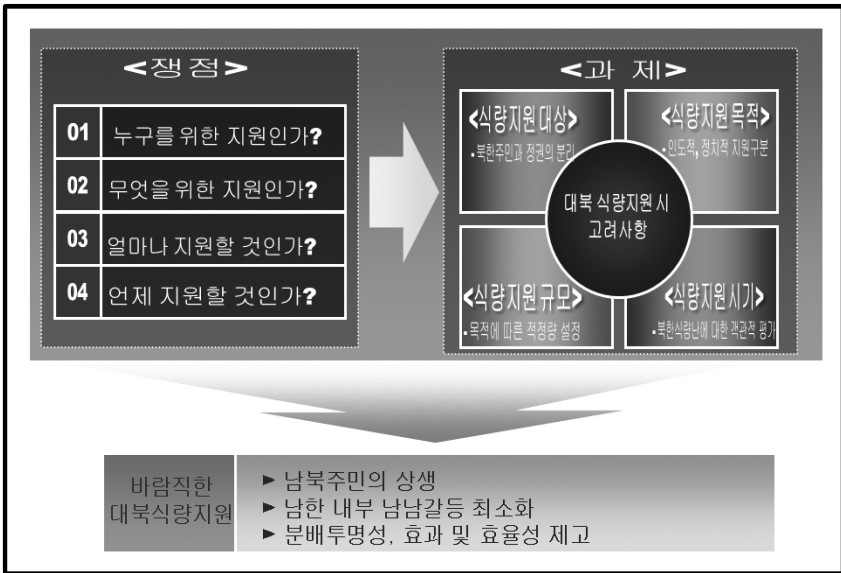 <쟁점>
01 누구를 위한 지원인가?
02 무엇을 위한 지원인가?
03 얼마나 지원할 것인가?
04 언제 지원할 것인가?
<과 제>
<식량지원 대상>
• 북한주민과 정권의 분리
<식량지원 목적>
• 인도적, 정치적 지원구분
대북 식량지원 시
고려사항
<식량지원 규모>
• 목적에 따른 적정량 설정
<식량지원 시기>
• 북한식량난에 대한 객관적 평가
바람직한
대북식량지원
► 남북주민의 상생
► 남한 내부 남남갈등 최소화
► 분배투명성, 효과 및 효율성 제고